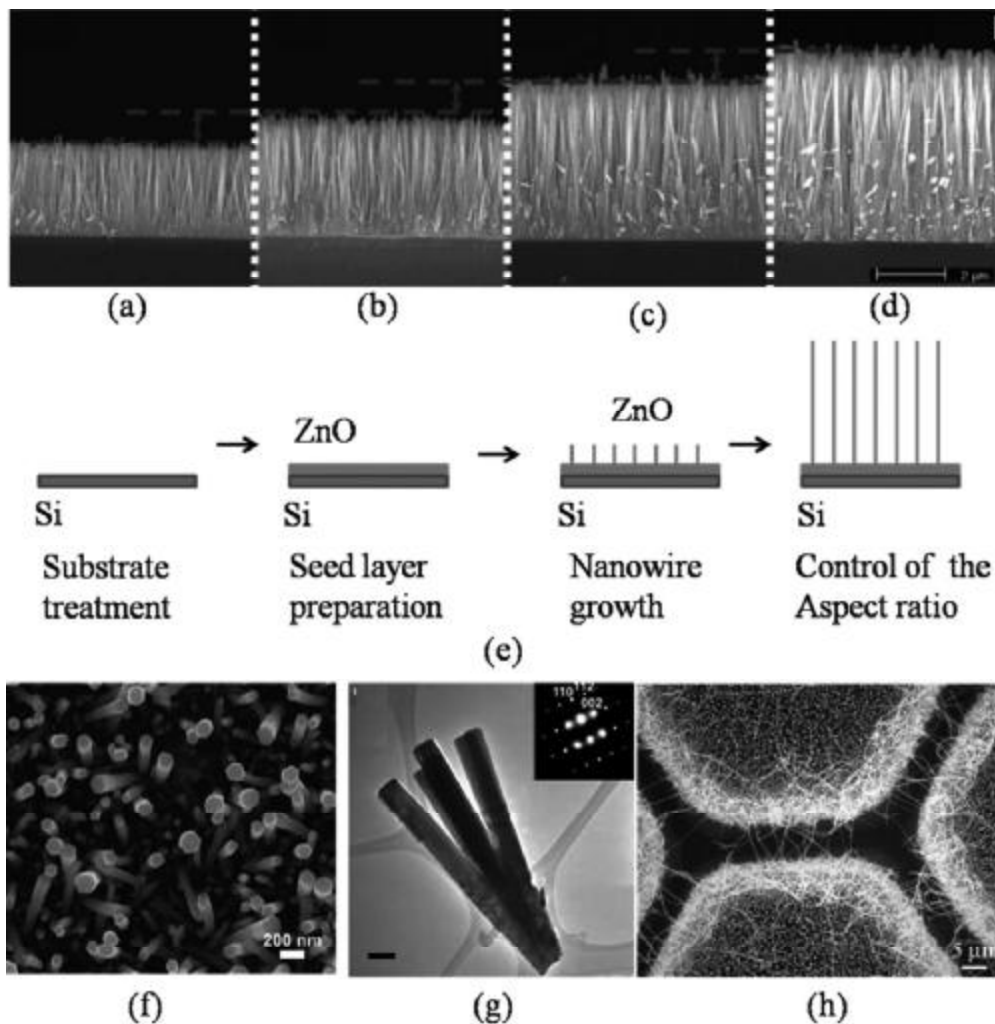 2 μm
(a)
(b)
(c)
(d)
ZnO
ZnO
Si
Si
Si
Si
Substrate
treatment
Seed layer
preparation
Nanowire
growth
Control of the
Aspect ratio
(e)
110
112
002
200 nm
5 μm
(f)
(g)
(h)